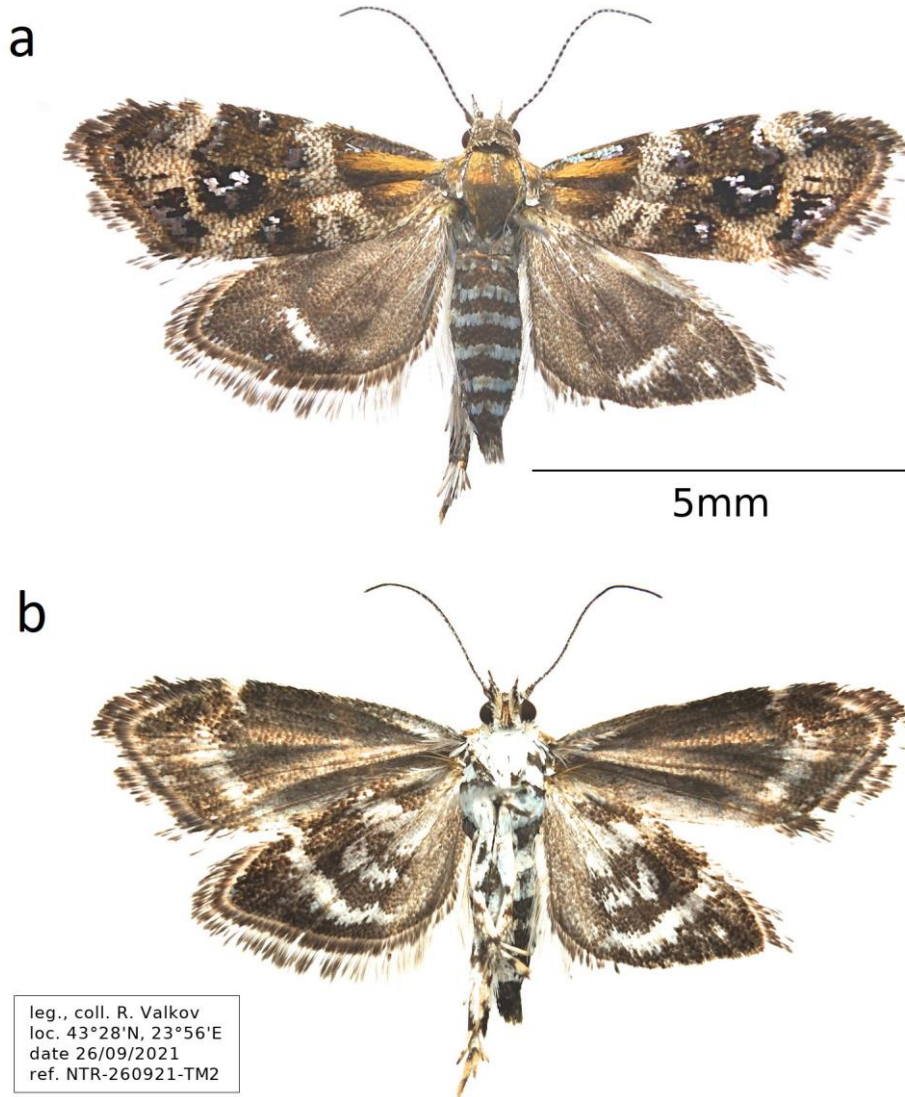 a
5mm
b
leg., coll. R. Valkov
loc. 43°28'N, 23°56'E
date 26/09/2021
ref. NTR-260921-TM2